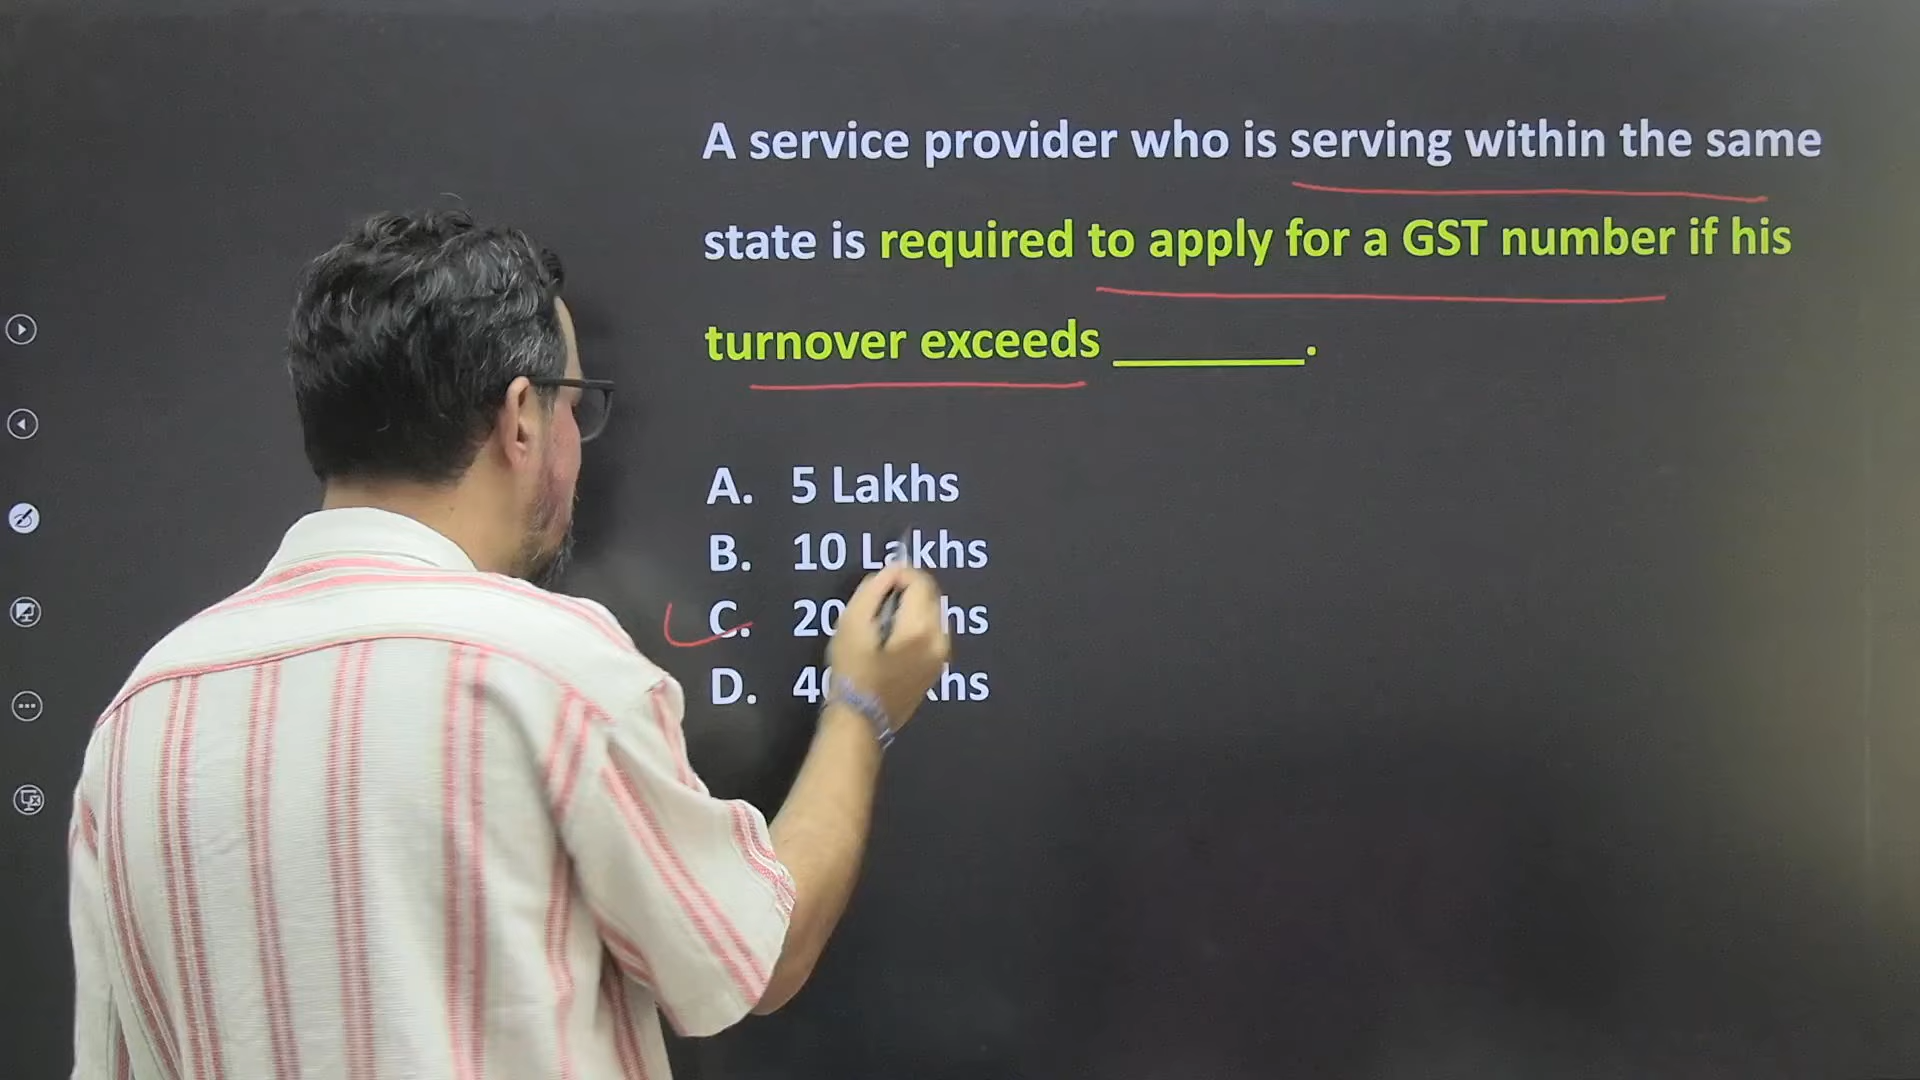 A service provider who is serving within the same
state is required to apply for a GST number if his
turnover exceeds ________.
A. 5 Lakhs
B. 10 Lakhs
C. 20
D.